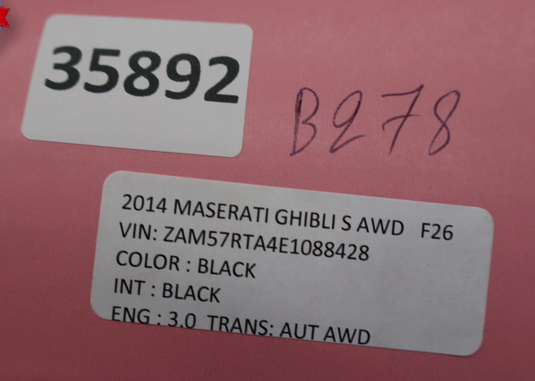 35892
B278
2014 MASERATI GHIBLI S AWD F26
VIN: ZAM57RTA4E1088428
COLOR : BLACK
INT : BLACK
ENG : 3.0 TRANS: AUT AWD